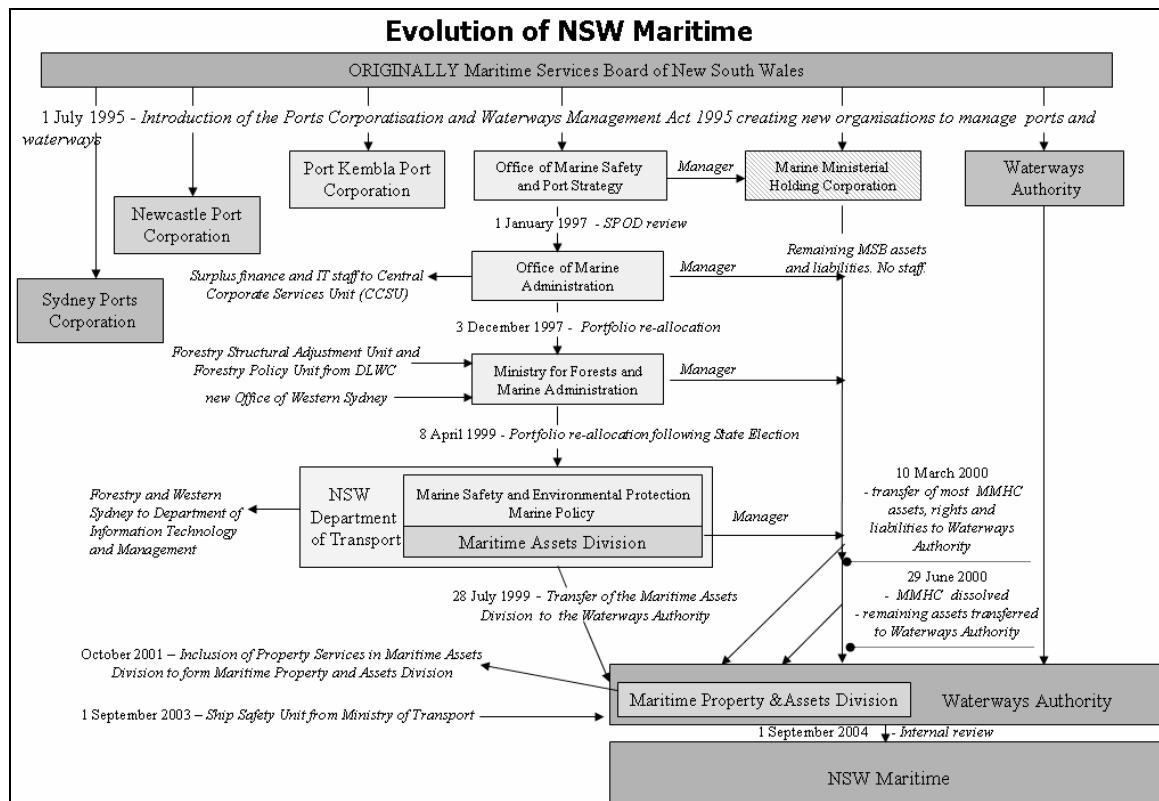 Evolution of NSW Maritime
ORIGINALLY Maritime Services Board of New South Wales
1 July 1995 - Introduction of the Ports Corporatisation and Waterways Management Act 1995 creating new organisations to manage ports and
waterways
Port Kembla Port
Corporation
Office of Marine Safety
and Port Strategy
Manager
Marine Ministerial
Holding Corporation
Waterways
Authority
Newcastle Port
Corporation
1 January 1997 - SPOD review
Remaining MSB assets
and liabilities. No staff.
Sydney Ports
Corporation
Surplus finance and IT staff to Central
Corporate Services Unit (CCSU)
Office of Marine
Administration
Manager
3 December 1997 - Portfolio re-allocation
Forestry Structural Adjustment Unit and
Forestry Policy Unit from DLWC
new Office of Western Sydney
Ministry for Forests and
Marine Administration
Manager
8 April 1999 - Portfolio re-allocation following State Election
Forestry and Western
Sydney to Department of
Information Technology
and Management
NSW
Department
of Transport
Marine Safety and Environmental Protection
Marine Policy
Maritime Assets Division
Manager
10 March 2000
- transfer of most MMHC
assets, rights and
liabilities to Waterways
Authority
28 July 1999 - Transfer of the Maritime Assets
Division to the Waterways Authority
29 June 2000
- MMHC dissolved
- remaining assets transferred
to Waterways Authority
October 2001 – Inclusion of Property Services in Maritime Assets
Division to form Maritime Property and Assets Division
1 September 2003 – Ship Safety Unit from Ministry of Transport
Maritime Property &Assets Division
Waterways Authority
1 September 2004 - Internal review
NSW Maritime